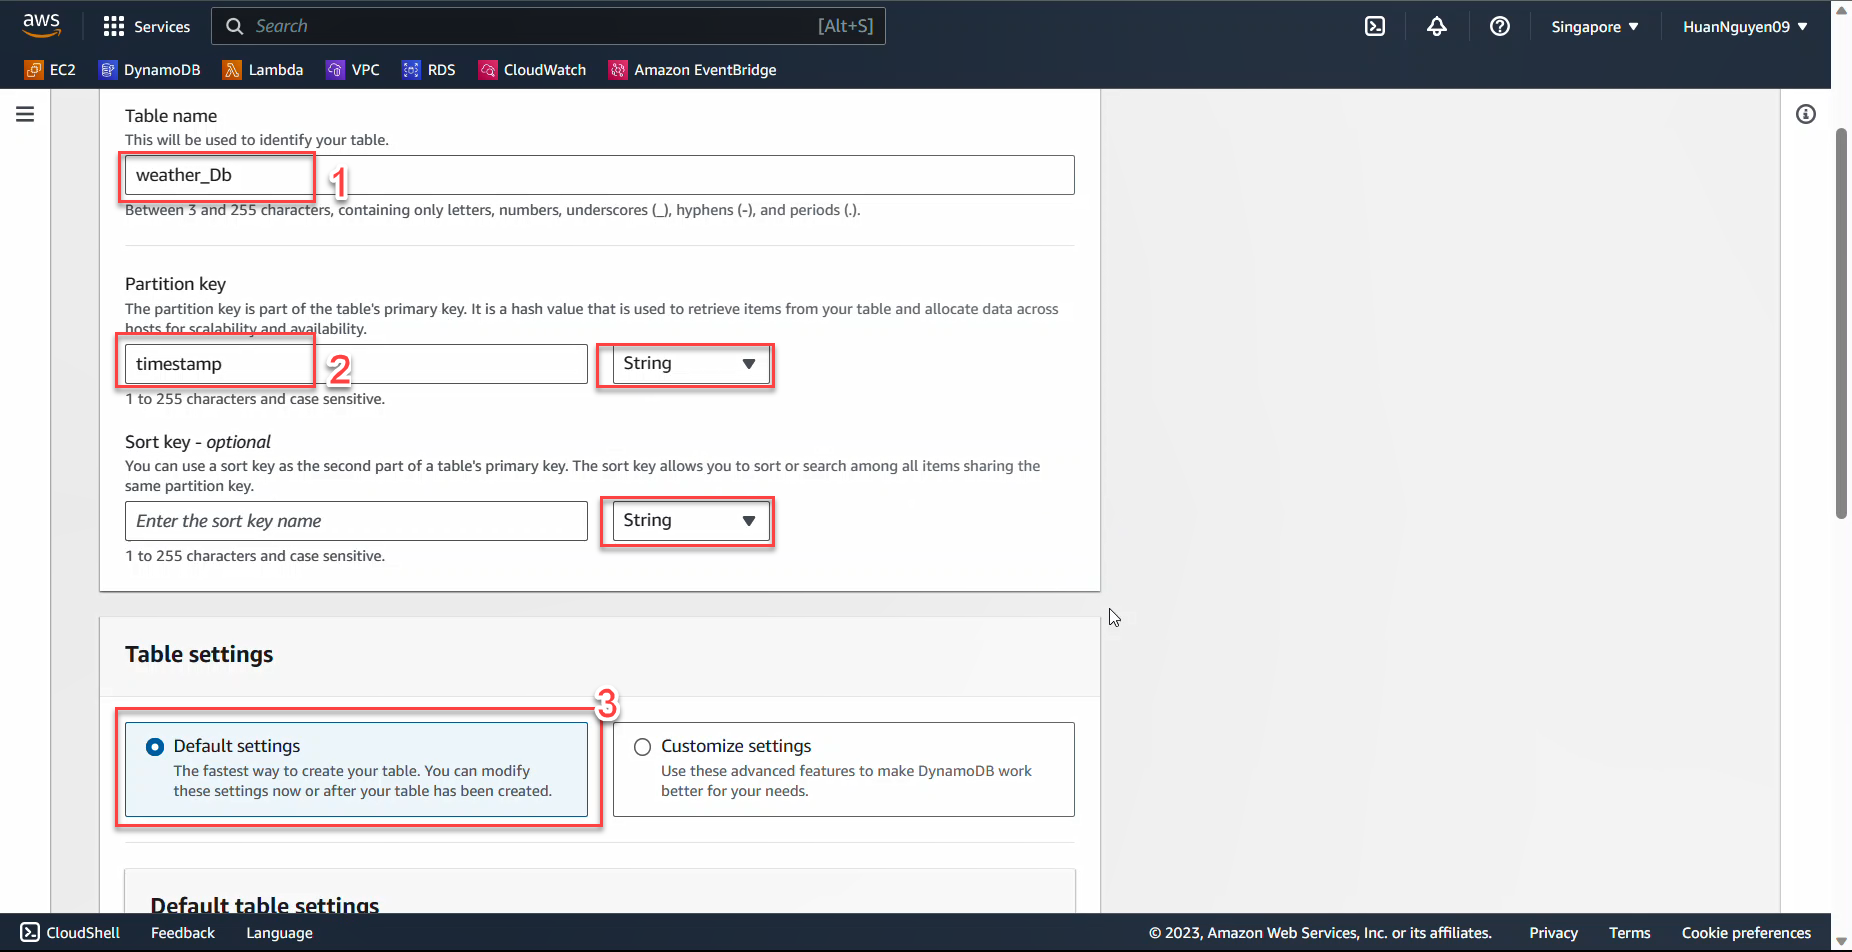 aws
Services
Search
[Alt+S]
Singapore
HuanNguyen09
EC2
DynamoDB
Lambda
VPC
RDS
CloudWatch
Amazon EventBridge
Table name
This will be used to identify your table.
weather_Db
1
Between 3 and 255 characters, containing only letters, numbers, underscores (_), hyphens (-), and periods (.).
Partition key
The partition key is part of the table's primary key. It is a hash value that is used to retrieve items from your table and allocate data across
hosts for scalability and availability.
timestamp
2
String
1 to 255 characters and case sensitive.
Sort key - optional
You can use a sort key as the second part of a table's primary key. The sort key allows you to sort or search among all items sharing the
same partition key.
Enter the sort key name
String
1 to 255 characters and case sensitive.
Table settings
3
Default settings
The fastest way to create your table. You can modify
these settings now or after your table has been created.
Customize settings
Use these advanced features to make DynamoDB work
better for your needs.
Default table settings
CloudShell
Feedback
Language
© 2023, Amazon Web Services, Inc. or its affiliates.
Privacy
Terms
Cookie preferences